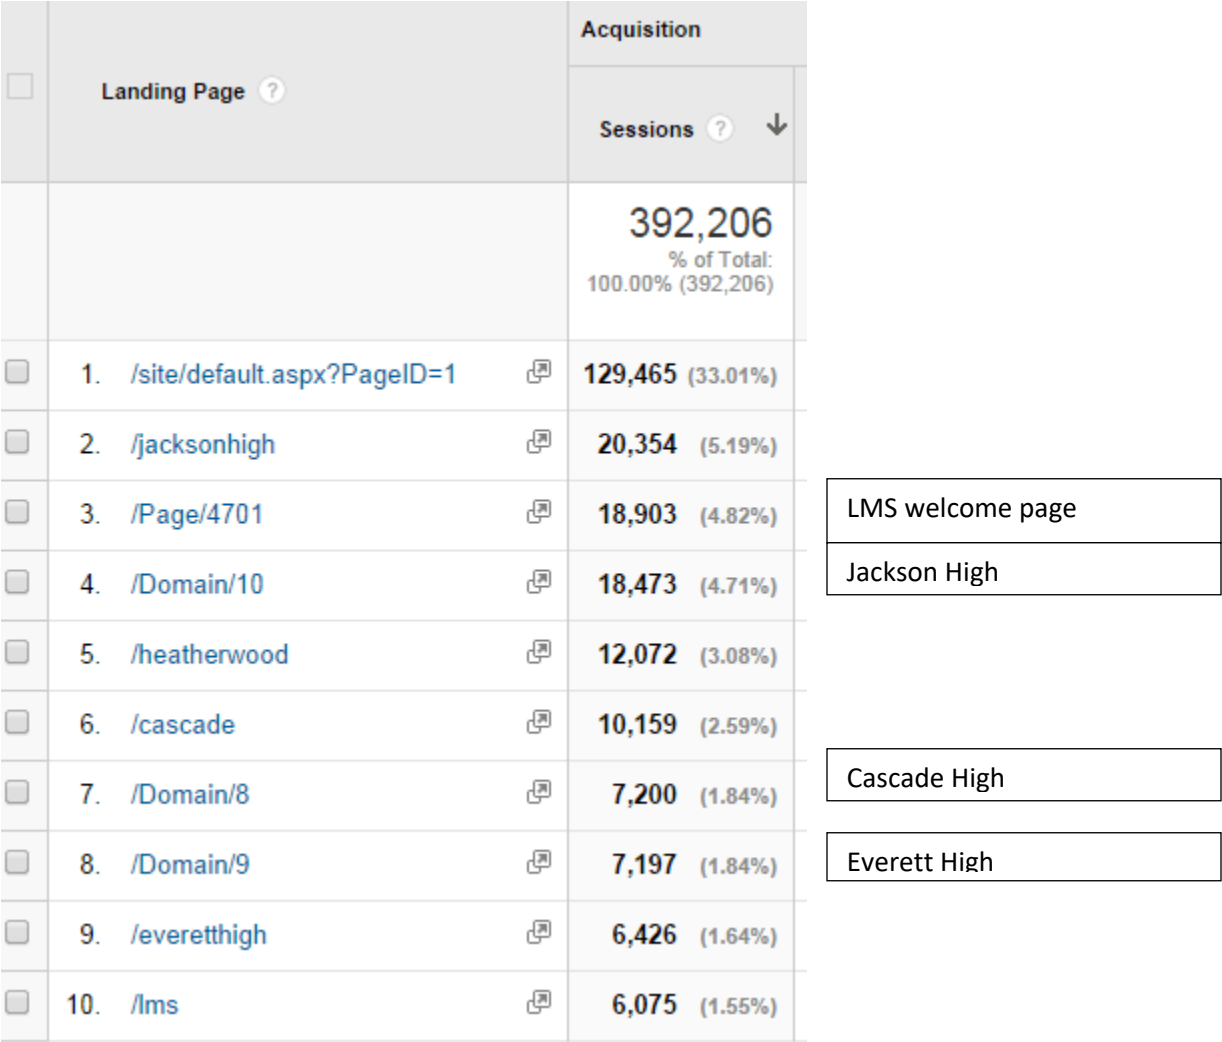 Acquisition
Landing Page ?
Sessions ?
392,206
% of Total:
100.00% (392,206)
1. /site/default.aspx?PageID=1 129,465 (33.01%)
2. /jacksonhigh 20,354 (5.19%)
3. /Page/4701 18,903 (4.82%) LMS welcome page
4. /Domain/10 18,473 (4.71%) Jackson High
5. /heatherwood 12,072 (3.08%)
6. /cascade 10,159 (2.59%)
7. /Domain/8 7,200 (1.84%) Cascade High
8. /Domain/9 7,197 (1.84%) Everett High
9. /everetthigh 6,426 (1.64%)
10. /lms 6,075 (1.55%)